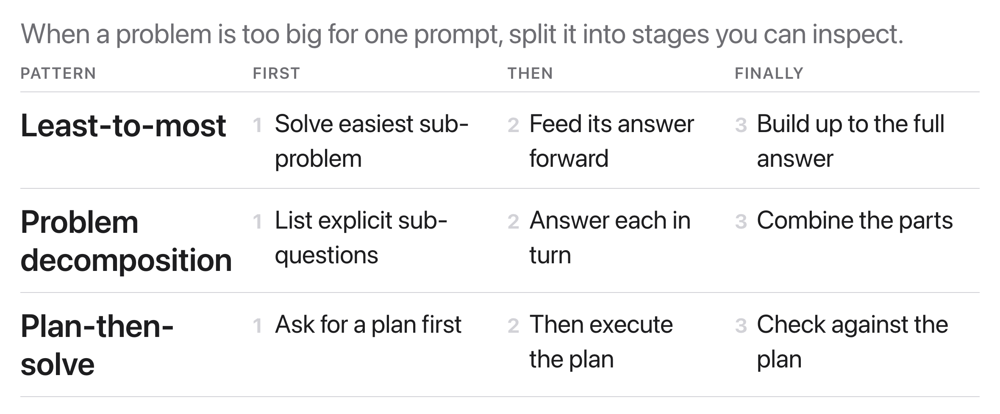 When a problem is too big for one prompt, split it into stages you can inspect.
PATTERN FIRST THEN FINALLY
Least-to-most 1 Solve easiest sub- 2 Feed its answer 3 Build up to the full
problem forward answer
Problem 1 List explicit sub- 2 Answer each in 3 Combine the parts
decomposition questions turn
Plan-then- 1 Ask for a plan first 2 Then execute 3 Check against the
solve the plan plan